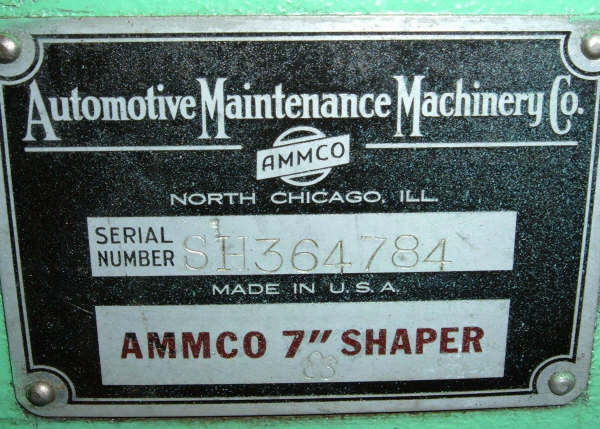 Automotive Maintenance Machinery Co.
AMMCO
NORTH CHICAGO, ILL.
SERIAL NUMBER SH364784
MADE IN U.S.A.
AMMCO 7" SHAPER